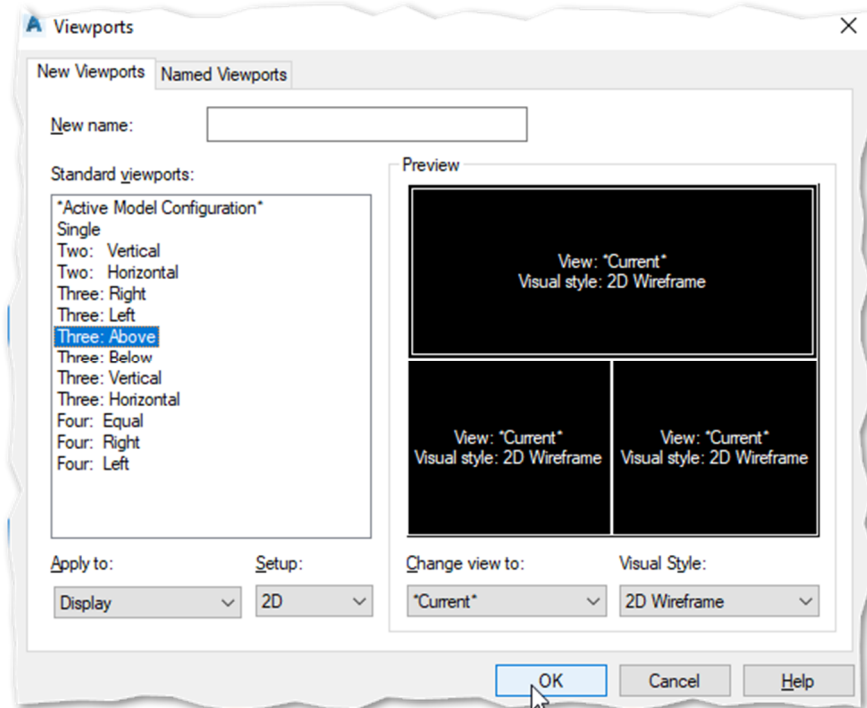 Viewports
New Viewports
Named Viewports
New name:
Standard viewports:
*Active Model Configuration*
Single
Two: Vertical
Two: Horizontal
Three: Right
Three: Left
Three: Above
Three: Below
Three: Vertical
Three: Horizontal
Four: Equal
Four: Right
Four: Left
Preview
View: *Current*
Visual style: 2D Wireframe
View: *Current*
Visual style: 2D Wireframe
View: *Current*
Visual style: 2D Wireframe
Apply to:
Display
Setup:
2D
Change view to:
*Current*
Visual Style:
2D Wireframe
OK
Cancel
Help